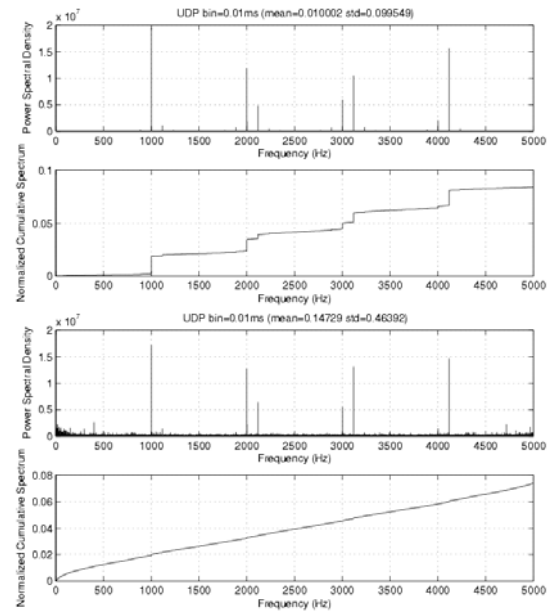 UDP bin=0.01ms (mean=0.010002 std=0.099549)
x 10^7
Power Spectral Density
2
1.5
1
0.5
0
0 500 1000 1500 2000 2500 3000 3500 4000 4500 5000
Frequency (Hz)
Normalized Cumulative Spectrum
0.1
0.05
0
0 500 1000 1500 2000 2500 3000 3500 4000 4500 5000
Frequency (Hz)
UDP bin=0.01ms (mean=0.14729 std=0.46392)
x 10^7
Power Spectral Density
2
1.5
1
0.5
0
0 500 1000 1500 2000 2500 3000 3500 4000 4500 5000
Frequency (Hz)
Normalized Cumulative Spectrum
0.08
0.06
0.04
0.02
0
0 500 1000 1500 2000 2500 3000 3500 4000 4500 5000
Frequency (Hz)